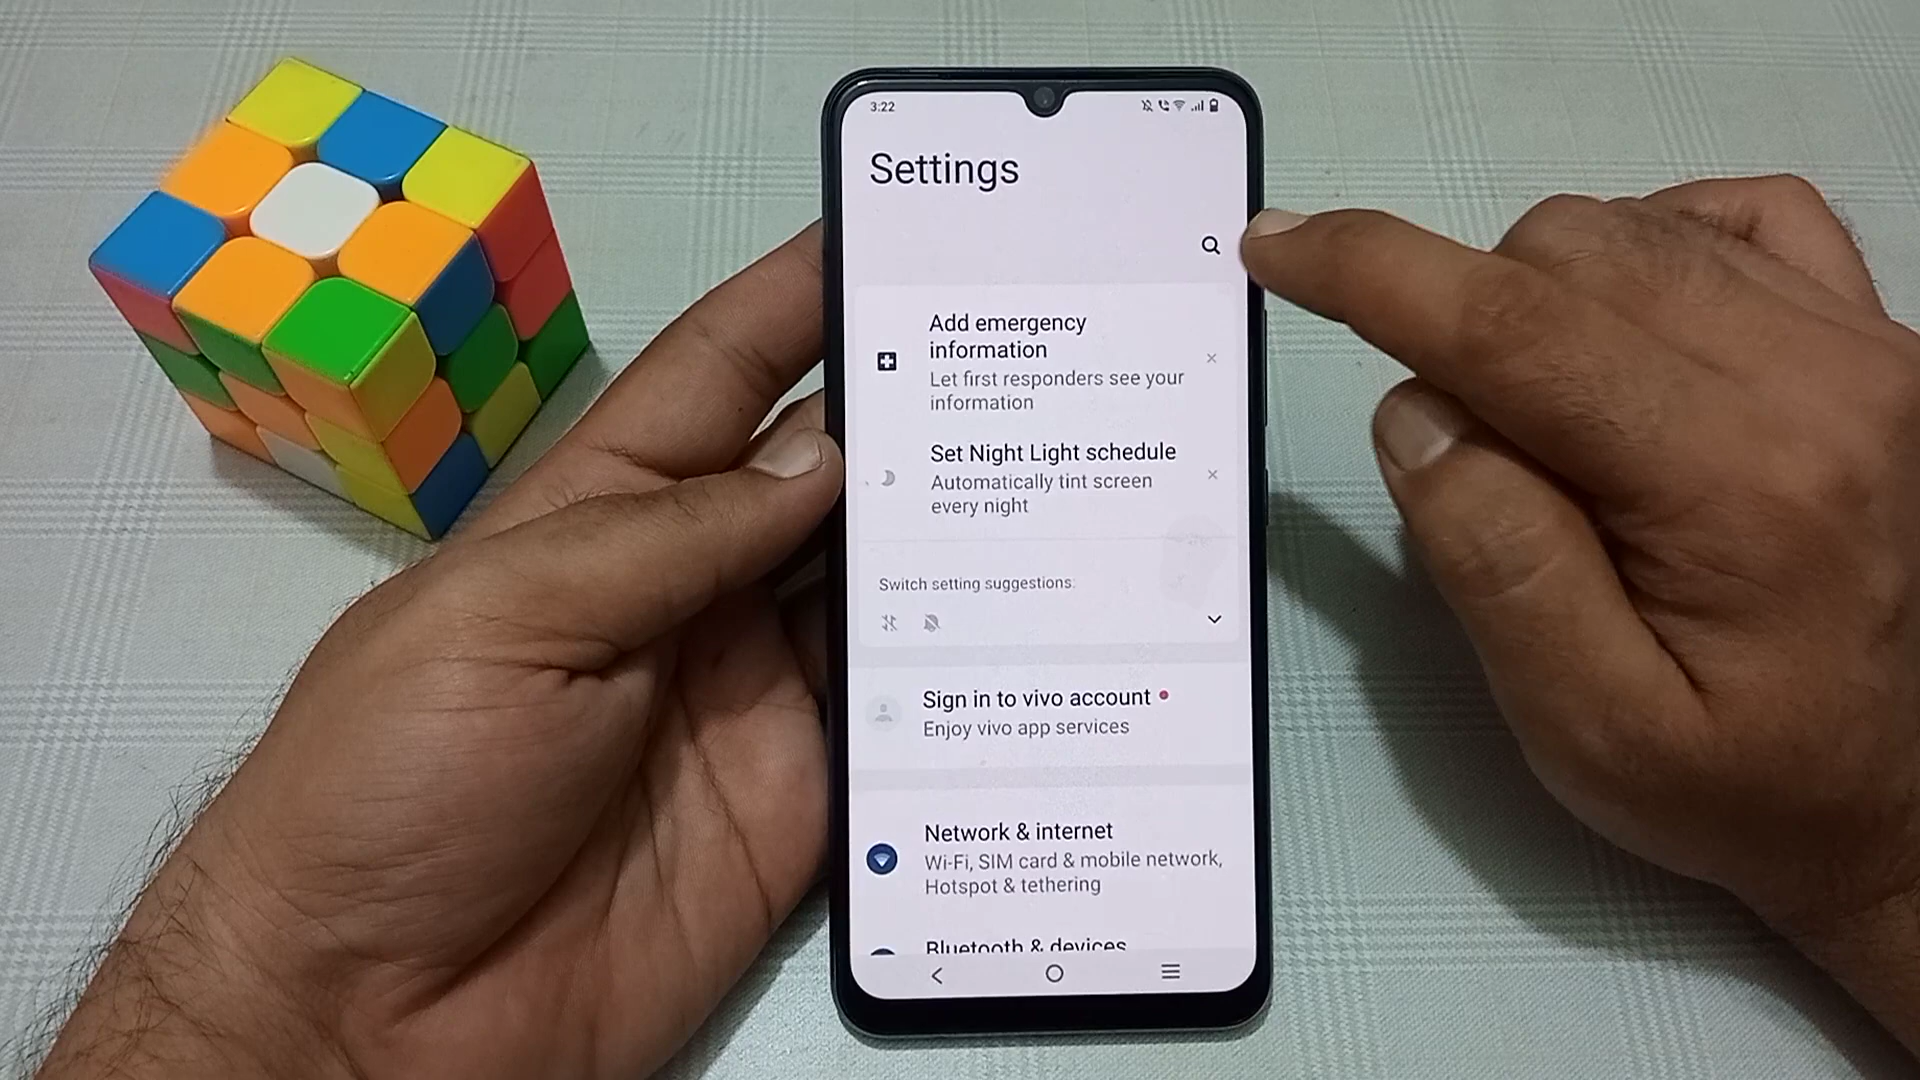 3:22
Settings
Add emergency
information
Let first responders see your
information
Set Night Light schedule
Automatically tint screen
every night
Switch setting suggestions:
Sign in to vivo account
Enjoy vivo app services
Network & internet
Wi-Fi, SIM card & mobile network,
Hotspot & tethering
Bluetooth & devices